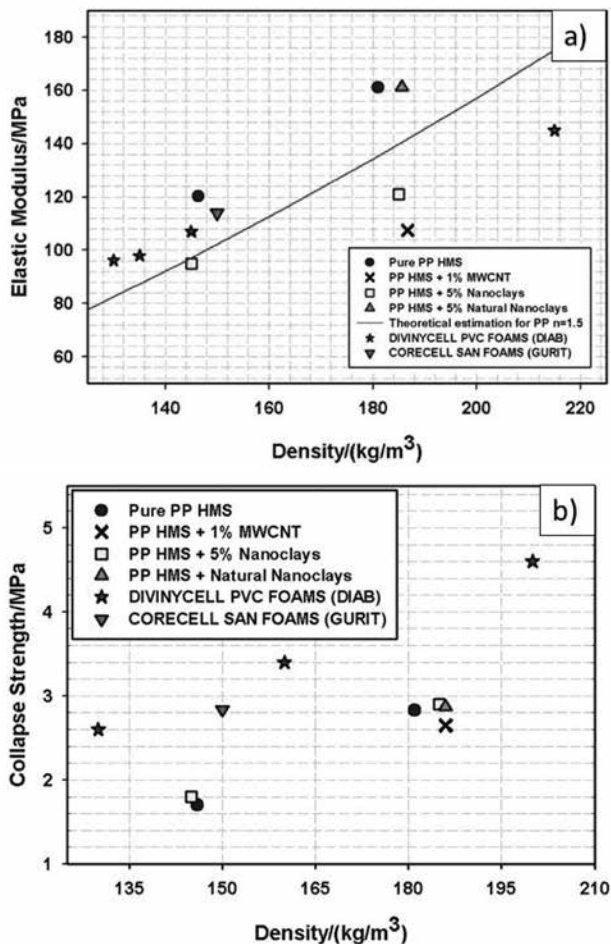 a)
180
160
140
120
100
80
60
Elastic Modulus/MPa
Pure PP HMS
PP HMS + 1% MWCNT
PP HMS + 5% Nanoclays
PP HMS + 5% Natural Nanoclays
Theoretical estimation for PP n=1.5
DIVINYCELL PVC FOAMS (DIAB)
CORECELL SAN FOAMS (GURIT)
140 160 180 200 220
Density/(kg/m³)
b)
Pure PP HMS
PP HMS + 1% MWCNT
PP HMS + 5% Nanoclays
PP HMS + Natural Nanoclays
DIVINYCELL PVC FOAMS (DIAB)
CORECELL SAN FOAMS (GURIT)
5
4
3
2
1
Collapse Strength/MPa
135 150 165 180 195 210
Density/(kg/m³)